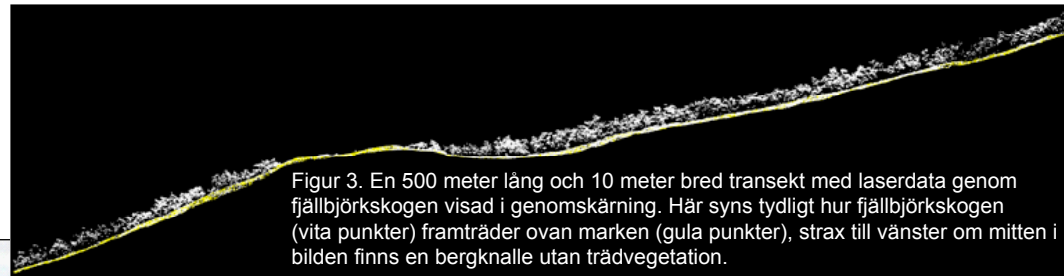 Figur 3. En 500 meter lång och 10 meter bred transekt med laserdata genom
fjällbjörkskogen visad i genomskärning. Här syns tydligt hur fjällbjörkskogen
(vita punkter) framträder ovan marken (gula punkter), strax till vänster om mitten i
bilden finns en bergknalle utan trädvegetation.